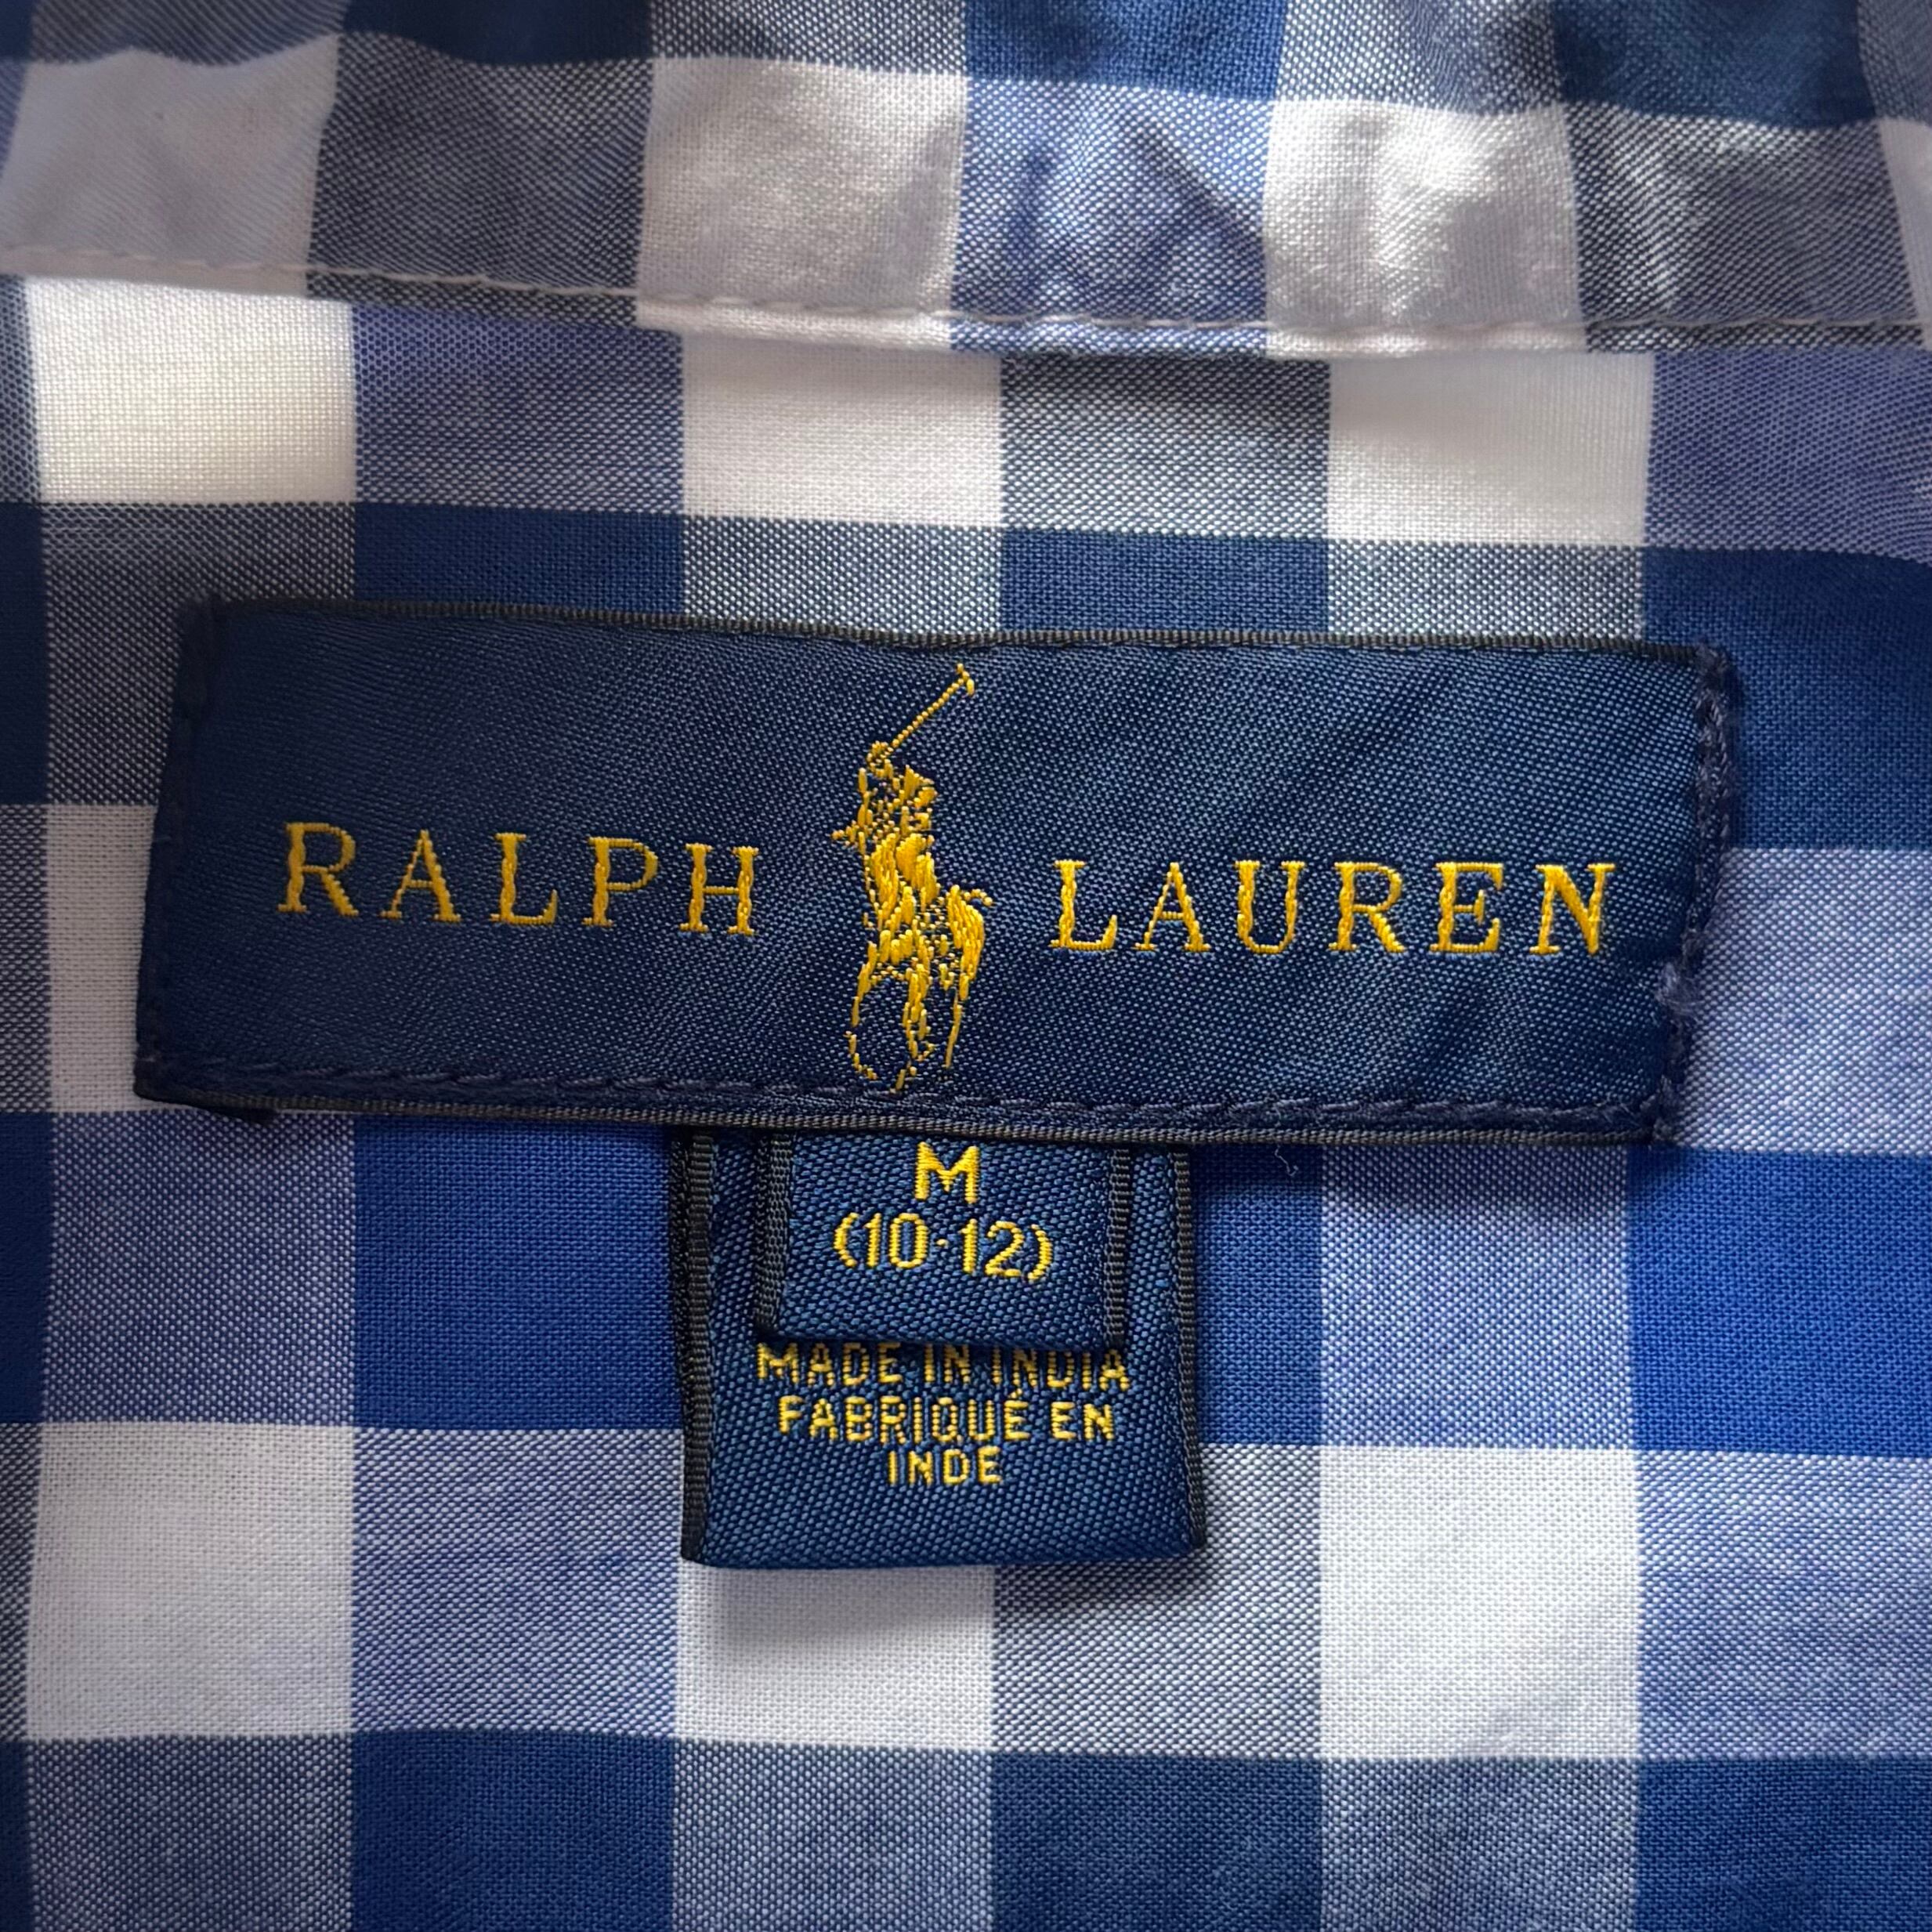 RALPH LAUREN
M
(10-12)
MADE IN INDIA
FABRIQUÉ EN
INDE